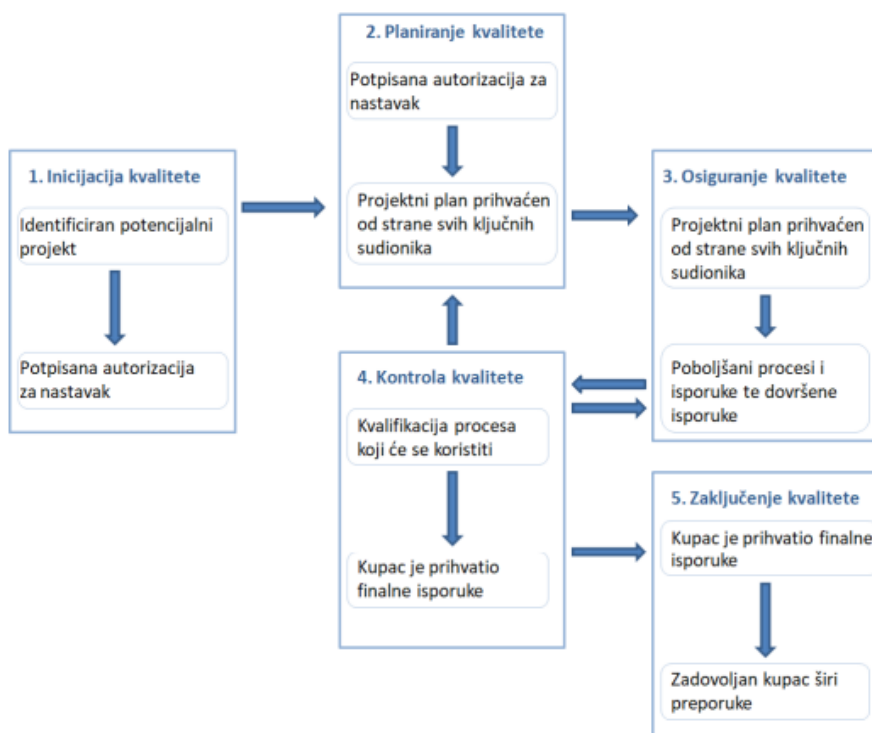 1. Inicijacija kvalitete
Identificiran potencijalni
projekt
Potpisana autorizacija
za nastavak
2. Planiranje kvalitete
Potpisana autorizacija za
nastavak
Projektni plan prihvaćen
od strane svih ključnih
sudionika
3. Osiguranje kvalitete
Projektni plan prihvaćen
od strane svih ključnih
sudionika
Poboljšani procesi i
isporuke te dovršene
isporuke
4. Kontrola kvalitete
Kvalifikacija procesa
koji će se koristiti
Kupac je prihvatio
finalne isporuke
5. Zaključenje kvalitete
Kupac je prihvatio finalne
isporuke
Zadovoljan kupac širi
preporuke